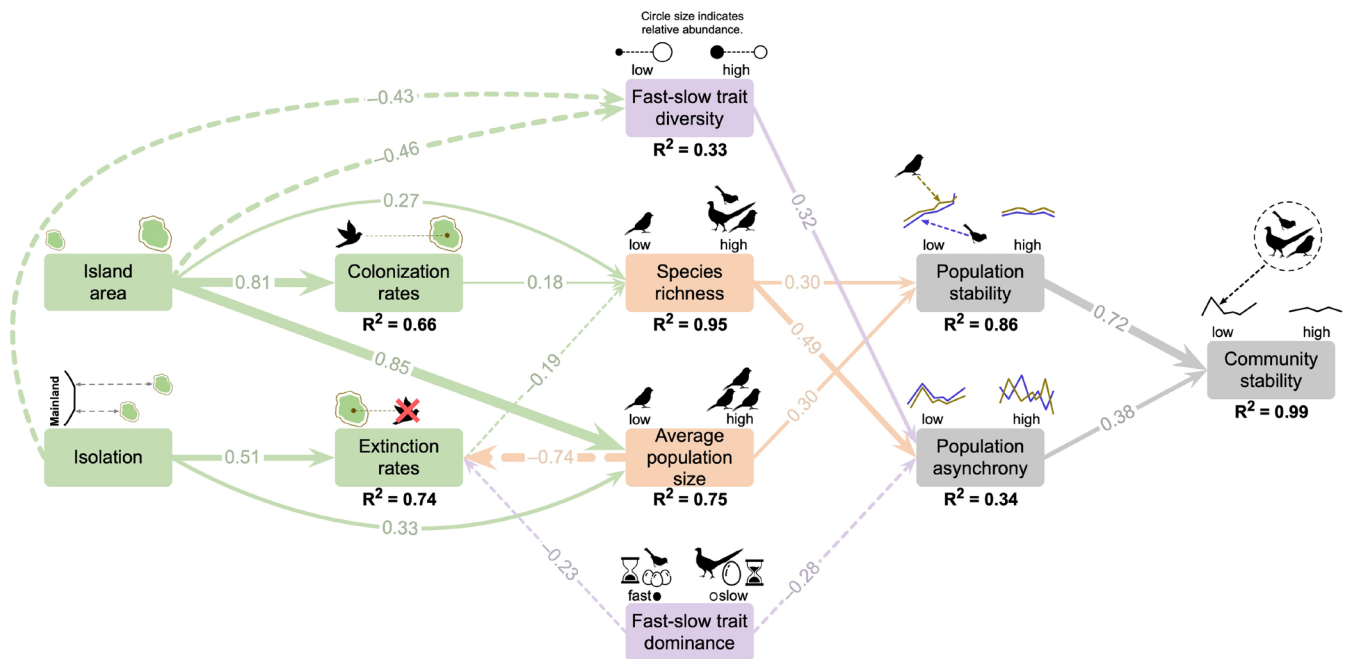 Circle size indicates
relative abundance.
low
high
Fast-slow trait
diversity
R² = 0.33
–0.43
–0.46
0.27
0.32
Island
area
0.81
Colonization
rates
R² = 0.66
0.18
low
high
Species
richness
R² = 0.95
0.30
low
high
Population
stability
R² = 0.86
0.72
low
high
Community
stability
R² = 0.99
0.85
–0.19
0.49
0.30
0.38
Mainland
Isolation
0.51
Extinction
rates
R² = 0.74
–0.74
low
high
Average
population
size
R² = 0.75
low
high
Population
asynchrony
R² = 0.34
0.33
–0.23
–0.28
fast
slow
Fast-slow trait
dominance